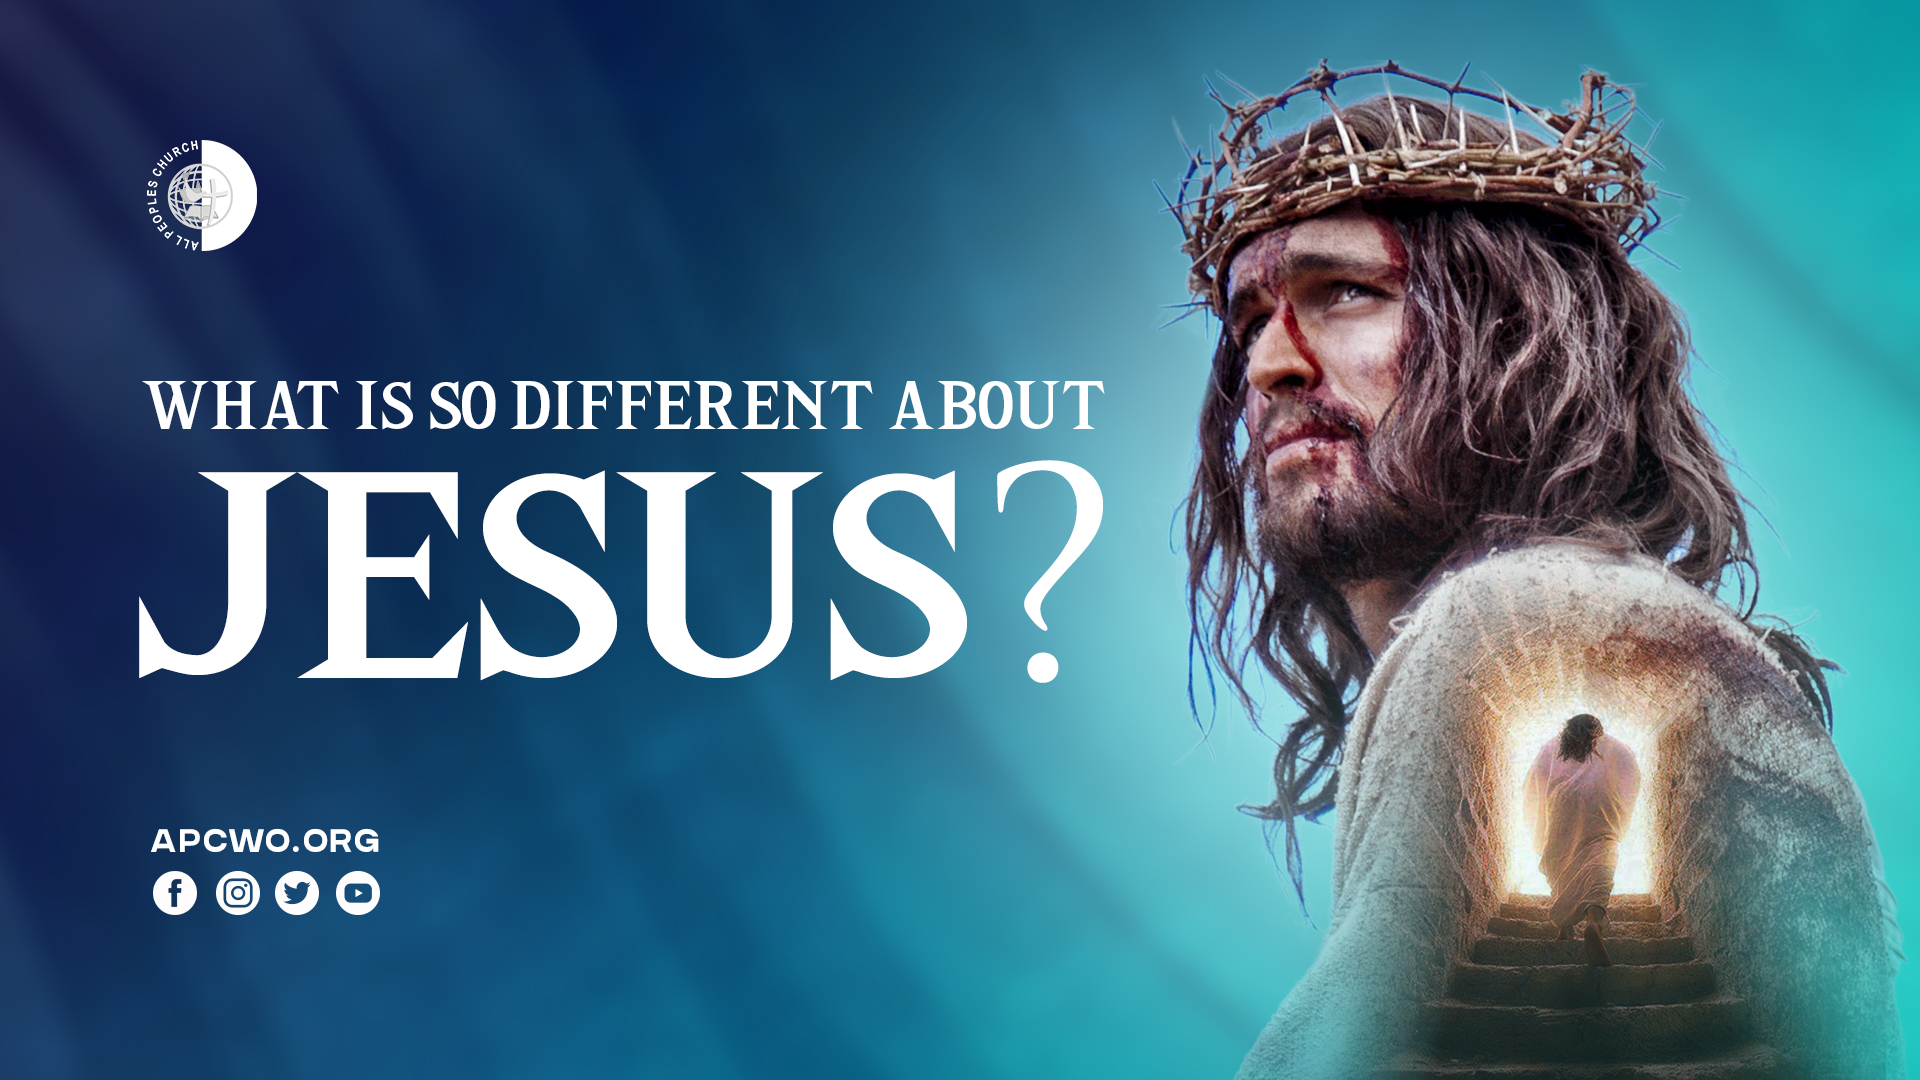 ALL PEOPLES CHURCH
WHAT IS SO DIFFERENT ABOUT
JESUS?
APCWO.ORG